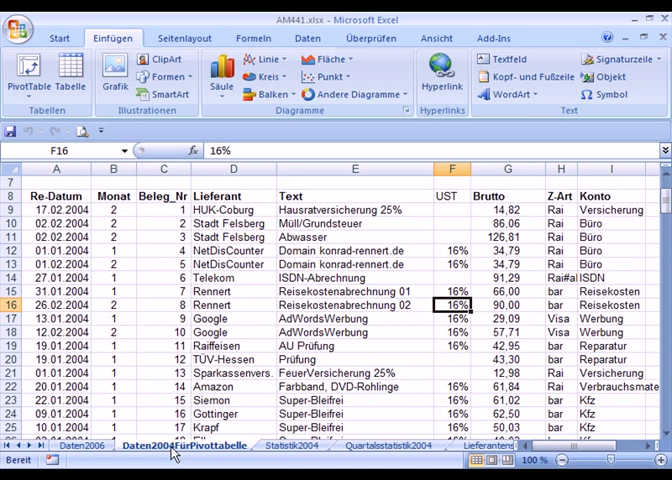 AM441.xlsx - Microsoft Excel
Start Einfügen Seitenlayout Formeln Daten Überprüfen Ansicht Add-Ins
PivotTable Tabelle Grafik ClipArt Formen SmartArt Säule Linie Kreis Balken Fläche Punkt Andere Diagramme Hyperlink Textfeld Kopf- und Fußzeile WordArt Signaturzeile Objekt Symbol
Tabellen Illustrationen Diagramme Hyperlinks Text
F16 16%
A B C D E F G H I
7
8 Re-Datum Monat Beleg_Nr Lieferant Text UST Brutto Z-Art Konto
9 17.02.2004 2 1 HUK-Coburg Hausratversicherung 25% 14,82 Rai Versicherung
10 02.02.2004 2 2 Stadt Felsberg Müll/Grundsteuer 86,06 Rai Büro
11 02.02.2004 2 3 Stadt Felsberg Abwasser 126,81 Rai Büro
12 02.01.2004 1 4 NetDisCounter Domain konrad-rennert.de 16% 34,79 Rai Büro
13 02.02.2004 2 5 NetDisCounter Domain konrad-rennert.de 16% 34,79 Rai Büro
14 27.01.2004 1 6 Telekom ISDN-Abrechnung 91,29 Rai#al ISDN
15 31.01.2004 1 7 Rennert Reisekostenabrechnung 01 16% 66,00 bar Reisekosten
16 26.02.2004 2 8 Rennert Reisekostenabrechnung 02 16% 90,00 bar Reisekosten
17 13.01.2004 1 9 Google AdWordsWerbung 16% 29,09 Visa Werbung
18 12.02.2004 2 10 Google AdWordsWerbung 16% 57,71 Visa Werbung
19 19.01.2004 1 11 Raiffeisen AU Prüfung 16% 42,95 bar Reparatur
20 19.01.2004 1 12 TÜV-Hessen Prüfung 43,30 bar Reparatur
21 21.01.2004 1 13 Sparkassenvers. FeuerVersicherung 25% 12,98 Rai Versicherung
22 20.01.2004 1 14 Amazon Farbband, DVD-Rohlinge 16% 61,84 Rai Verbrauchsmate
23 02.01.2004 1 15 Siemon Super-Bleifrei 16% 61,02 bar Kfz
24 09.01.2004 1 16 Gottinger Super-Bleifrei 16% 62,50 bar Kfz
25 16.01.2004 1 17 Krapf Super-Bleifrei 16% 50,03 bar Kfz
Daten2006 Daten2004FürPivottabelle Statistik2004 Quartalsstatistik2004 Lieferantens
Bereit 100 %